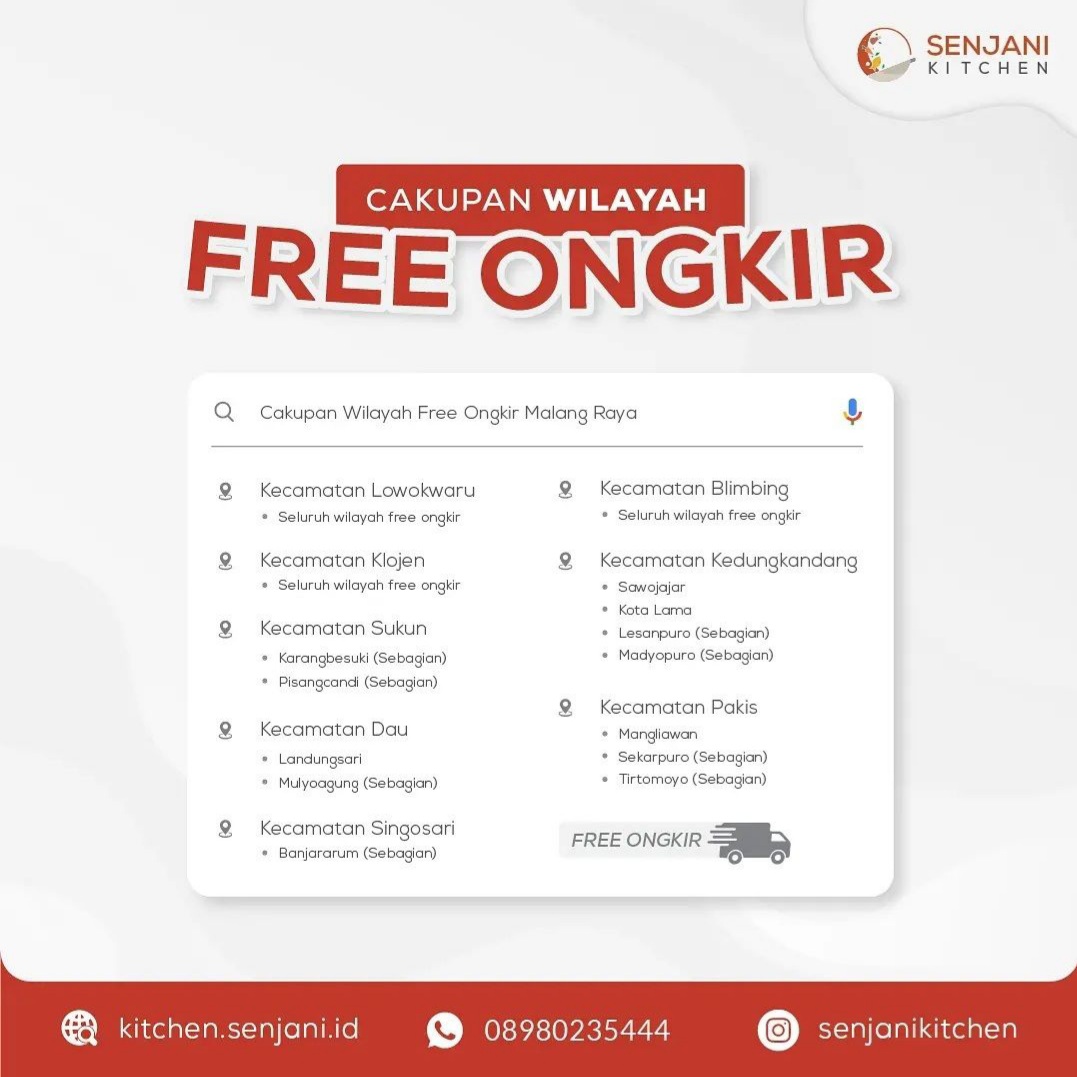 SENJANI
KITCHEN
CAKUPAN WILAYAH
FREE ONGKIR
Cakupan Wilayah Free Ongkir Malang Raya
Kecamatan Lowokwaru
• Seluruh wilayah free ongkir
Kecamatan Klojen
• Seluruh wilayah free ongkir
Kecamatan Sukun
• Karangbesuki (Sebagian)
• Pisangcandi (Sebagian)
Kecamatan Dau
• Landungsari
• Mulyoagung (Sebagian)
Kecamatan Singosari
• Banjararum (Sebagian)
Kecamatan Blimbing
• Seluruh wilayah free ongkir
Kecamatan Kedungkandang
• Sawojajar
• Kota Lama
• Lesanpuro (Sebagian)
• Madyopuro (Sebagian)
Kecamatan Pakis
• Mangliawan
• Sekarpuro (Sebagian)
• Tirtomoyo (Sebagian)
FREE ONGKIR
kitchen.senjani.id
08980235444
senjanikitchen